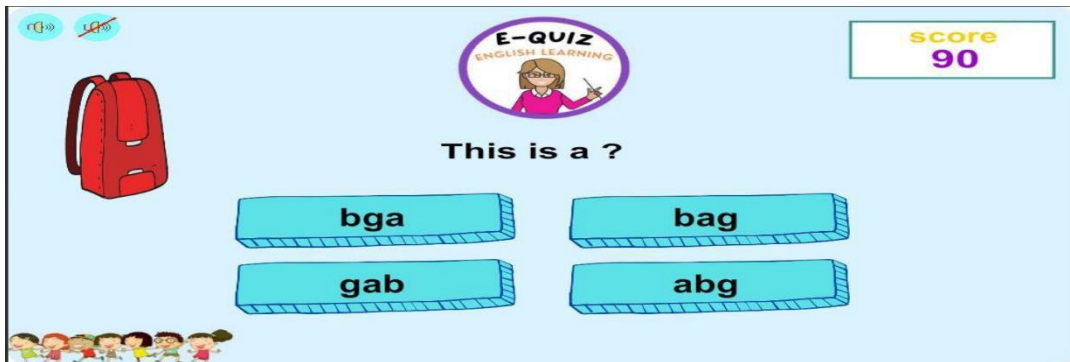 E-QUIZ
ENGLISH LEARNING
score
90
This is a ?
bga
bag
gab
abg